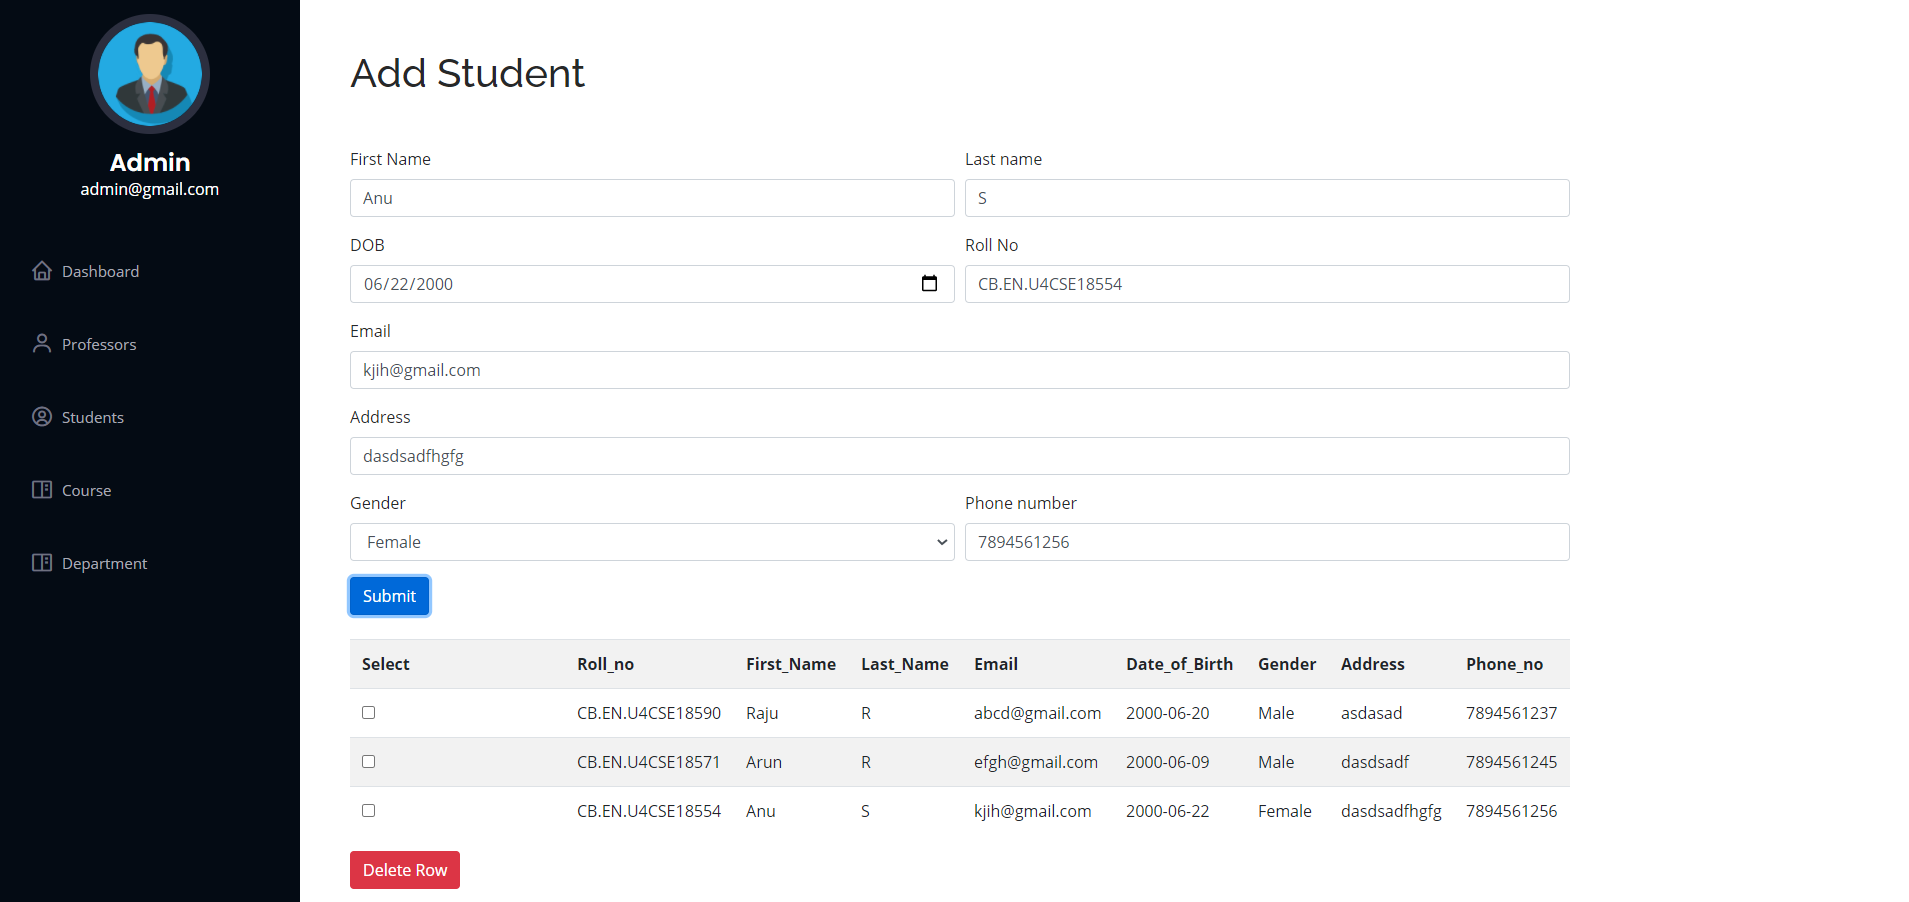 Admin
admin@gmail.com
Dashboard
Professors
Students
Course
Department
Add Student
First Name Last name
Anu S
DOB Roll No
06/22/2000 CB.EN.U4CSE18554
Email
kjih@gmail.com
Address
dasdsadfhgfg
Gender Phone number
Female 7894561256
Submit
Select Roll_no First_Name Last_Name Email Date_of_Birth Gender Address Phone_no
CB.EN.U4CSE18590 Raju R abcd@gmail.com 2000-06-20 Male asdasad 7894561237
CB.EN.U4CSE18571 Arun R efgh@gmail.com 2000-06-09 Male dasdsadf 7894561245
CB.EN.U4CSE18554 Anu S kjih@gmail.com 2000-06-22 Female dasdsadfhgfg 7894561256
Delete Row